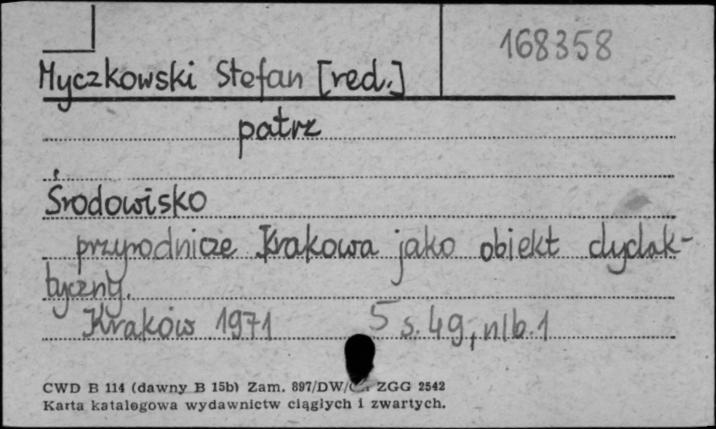 168358
Myczkowski Stefan [red.]
patrz
Środowisko
przyrodnicze Krakowa jako obiekt dydak-
tyczny.
Kraków 1971 5 s. 49, nlb. 1
CWD B 114 (dawny B 15b) Zam. 897/DW/ ZGG 2542
Karta katalogowa wydawnictw ciągłych i zwartych.